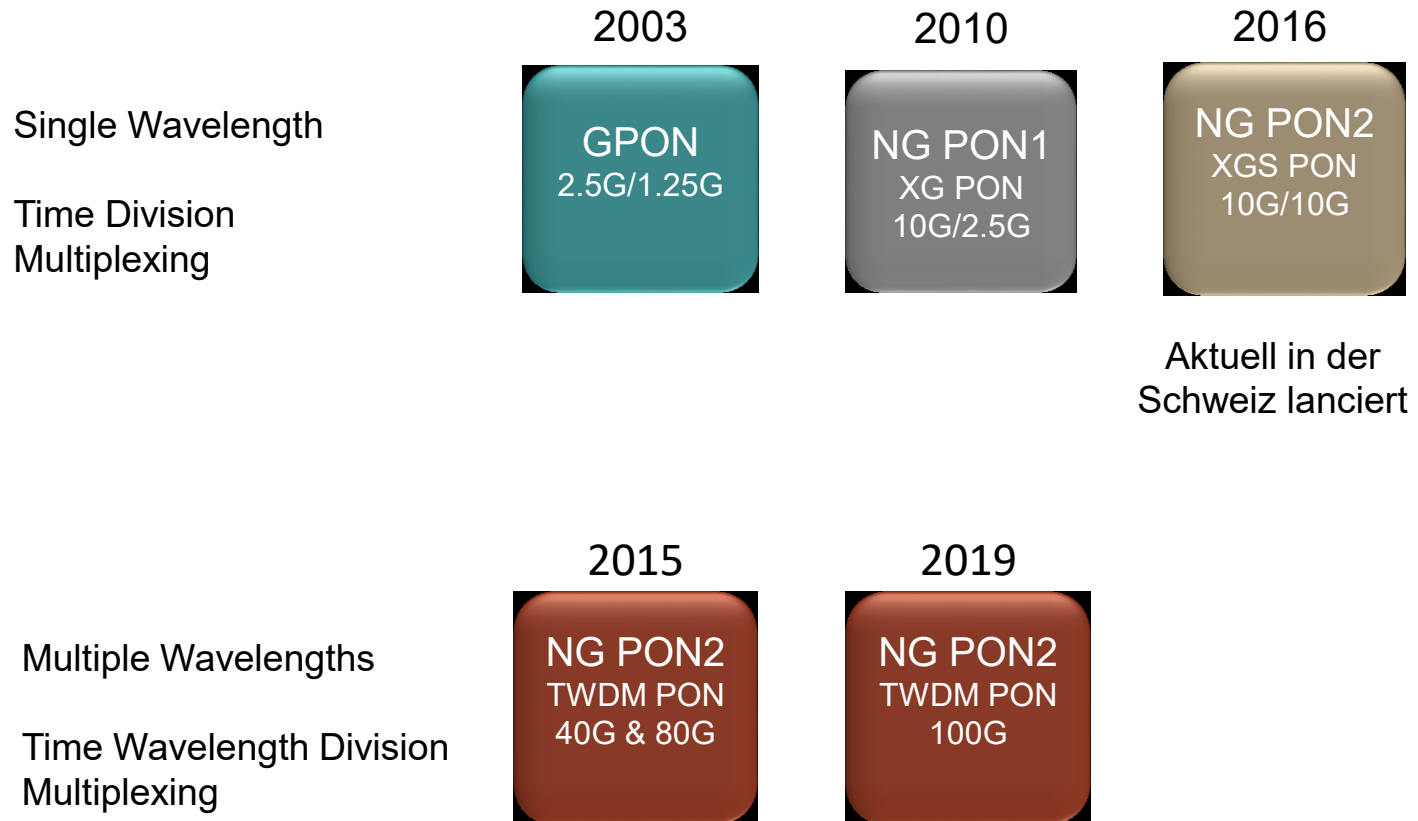 2003
2010
2016
Single Wavelength
Time Division
Multiplexing
GPON
2.5G/1.25G
NG PON1
XG PON
10G/2.5G
NG PON2
XGS PON
10G/10G
Aktuell in der
Schweiz lanciert
2015
2019
Multiple Wavelengths
Time Wavelength Division
Multiplexing
NG PON2
TWDM PON
40G & 80G
NG PON2
TWDM PON
100G